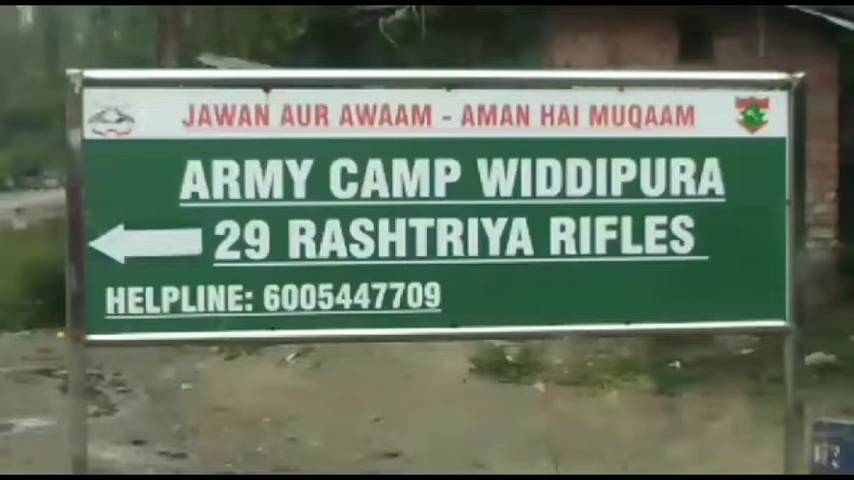 JAWAN AUR AWAAM - AMAN HAI MUQAAM
ARMY CAMP WIDDIPURA
29 RASHTRIYA RIFLES
HELPLINE: 6005447709